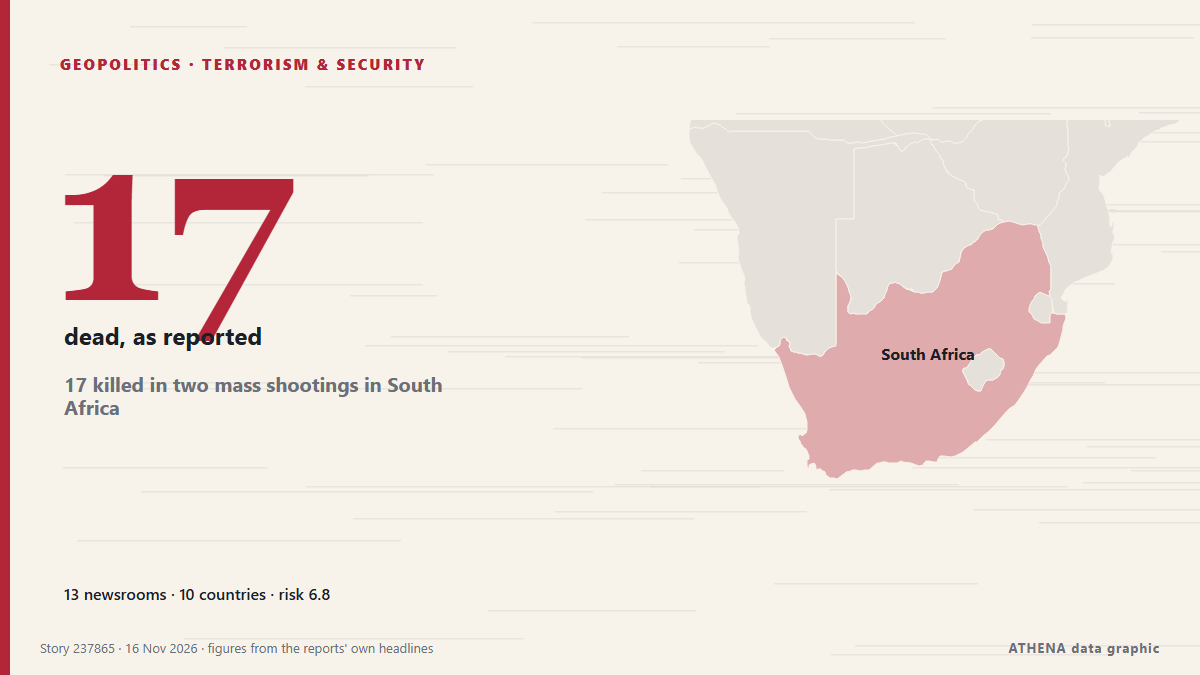 GEOPOLITICS · TERRORISM & SECURITY
17
dead, as reported
17 killed in two mass shootings in South
Africa
South Africa
13 newsrooms · 10 countries · risk 6.8
Story 237865 · 16 Nov 2026 · figures from the reports' own headlines
ATHENA data graphic